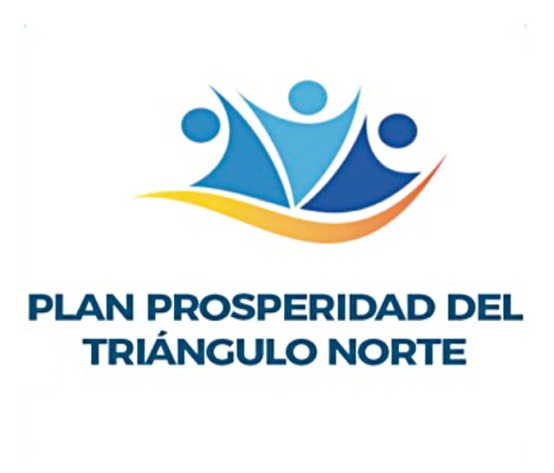 PLAN PROSPERIDAD DEL
TRIÁNGULO NORTE